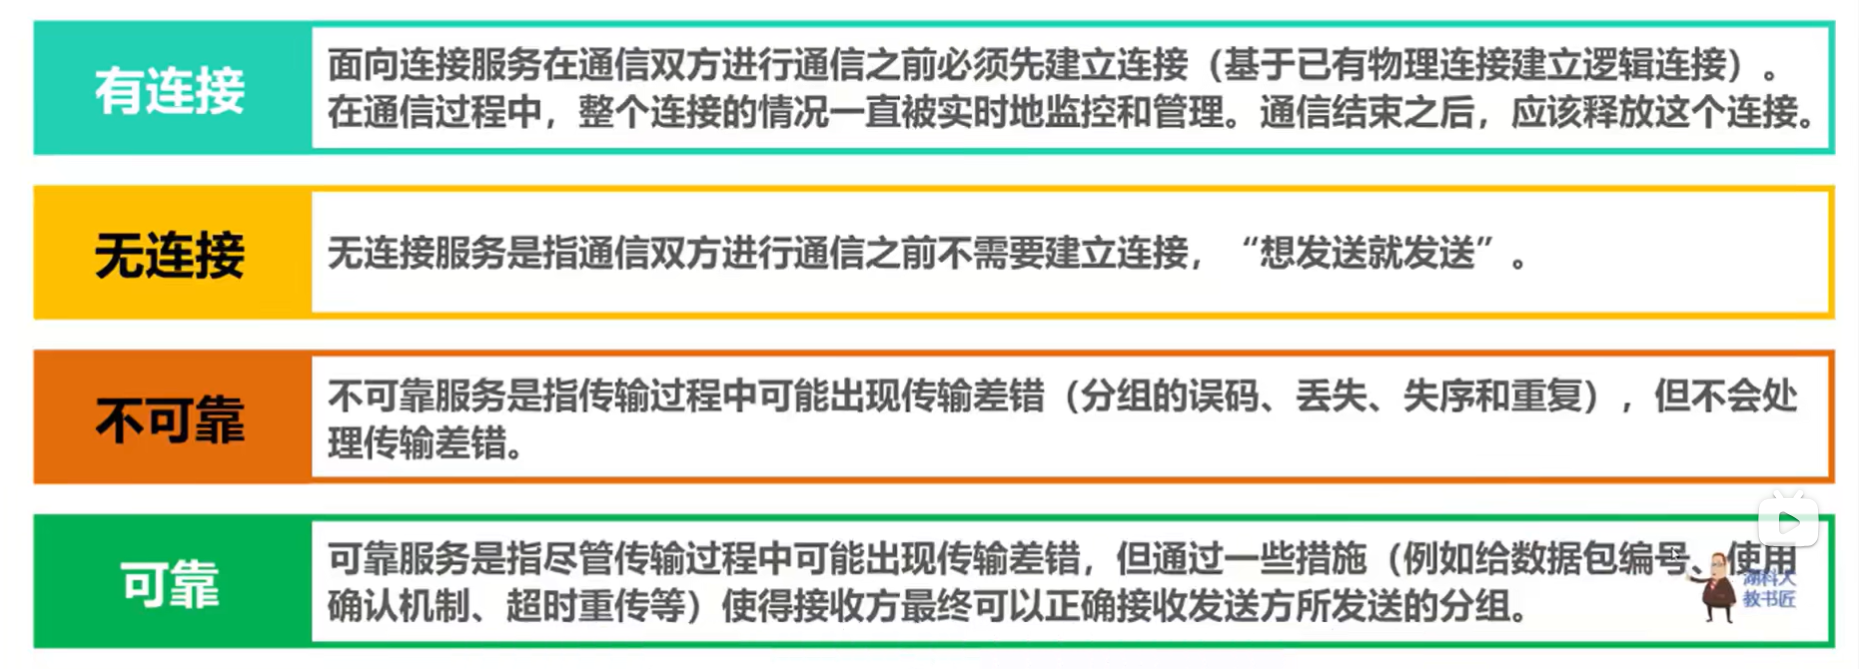 有连接
面向连接服务在通信双方进行通信之前必须先建立连接（基于已有物理连接建立逻辑连接）。
在通信过程中，整个连接的情况一直被实时地监控和管理。通信结束之后，应该释放这个连接。
无连接
无连接服务是指通信双方进行通信之前不需要建立连接，“想发送就发送”。
不可靠
不可靠服务是指传输过程中可能出现传输差错（分组的误码、丢失、失序和重复），但不会处
理传输差错。
可靠
可靠服务是指尽管传输过程中可能出现传输差错，但通过一些措施（例如给数据包编号、使用
确认机制、超时重传等）使得接收方最终可以正确接收发送方所发送的分组。
湖科大
教书匠